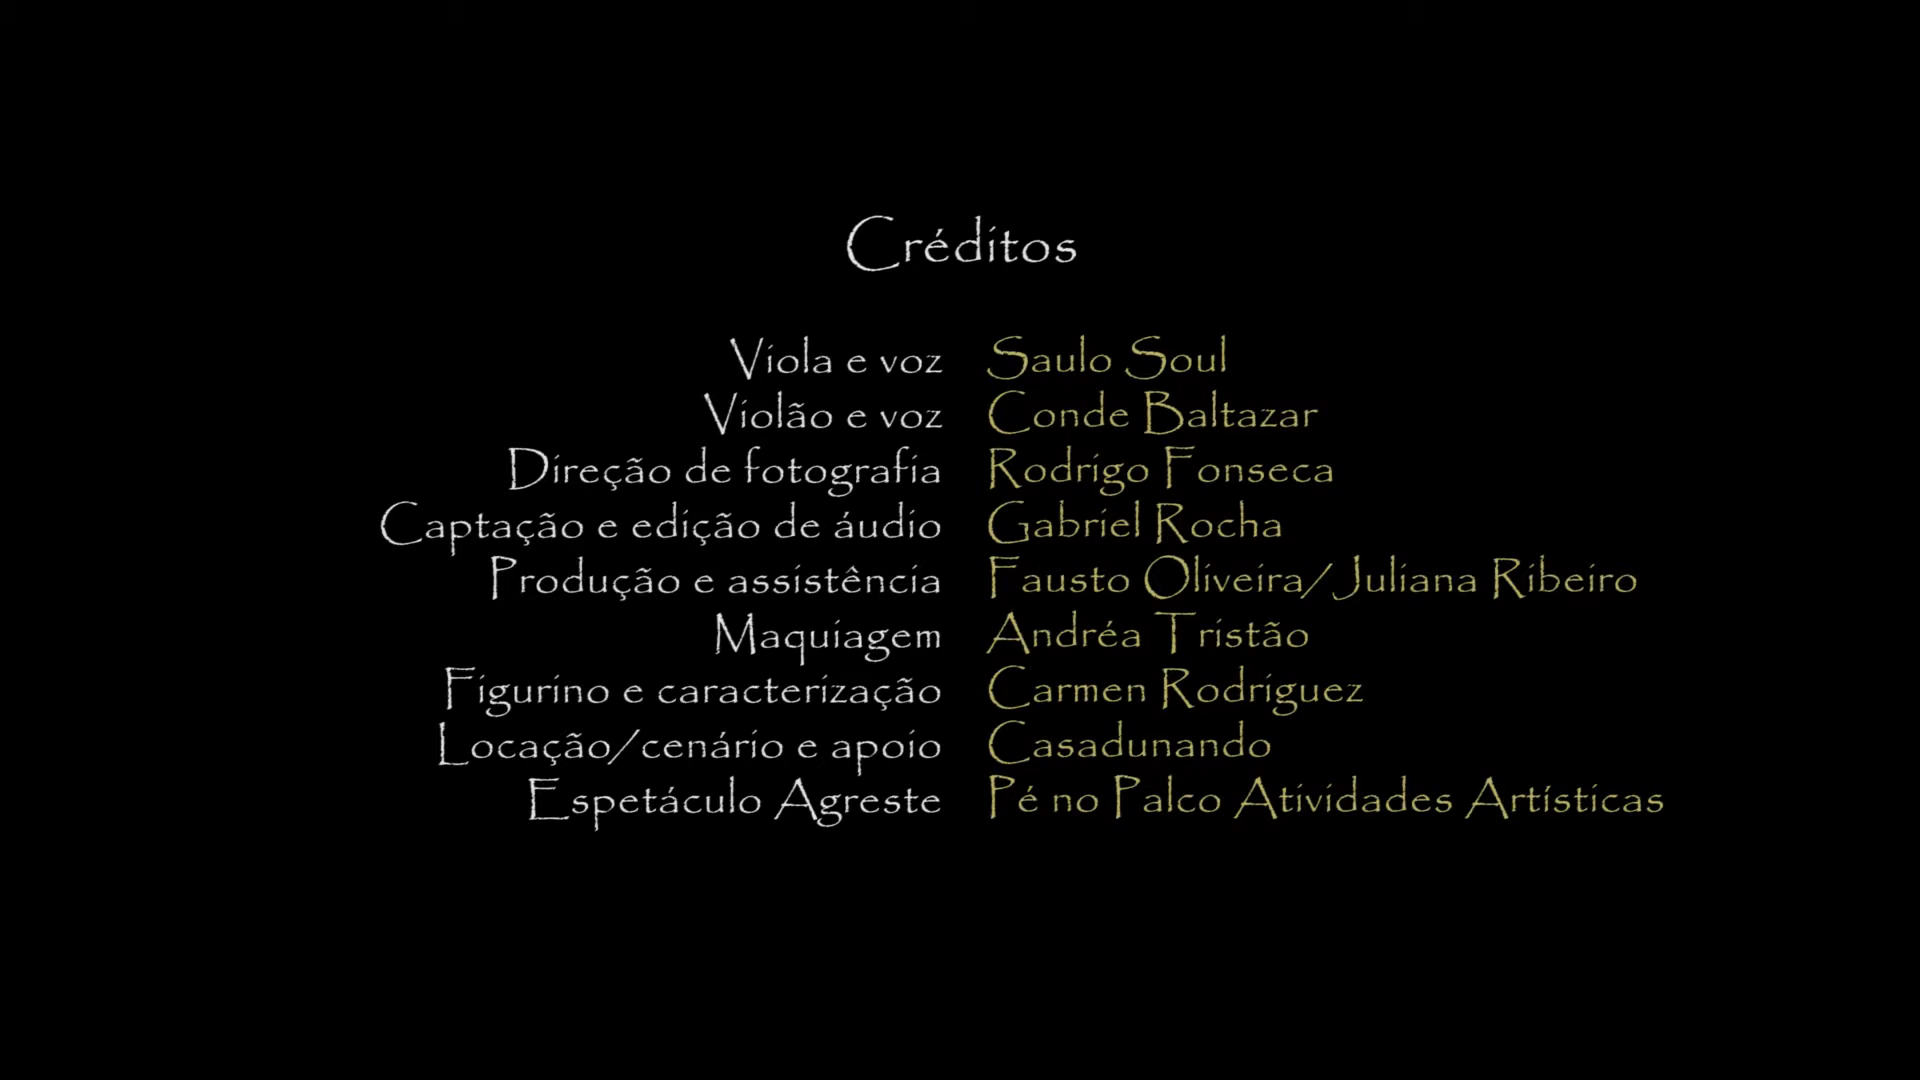 Créditos
Viola e voz Saulo Soul
Violão e voz Conde Baltazar
Direção de fotografia Rodrigo Fonseca
Captação e edição de áudio Gabriel Rocha
Produção e assistência Fausto Oliveira/Juliana Ribeiro
Maquiagem Andréa Tristão
Figurino e caracterização Carmen Rodriguez
Locação/cenário e apoio Casadunando
Espetáculo Agreste Pé no Palco Atividades Artísticas